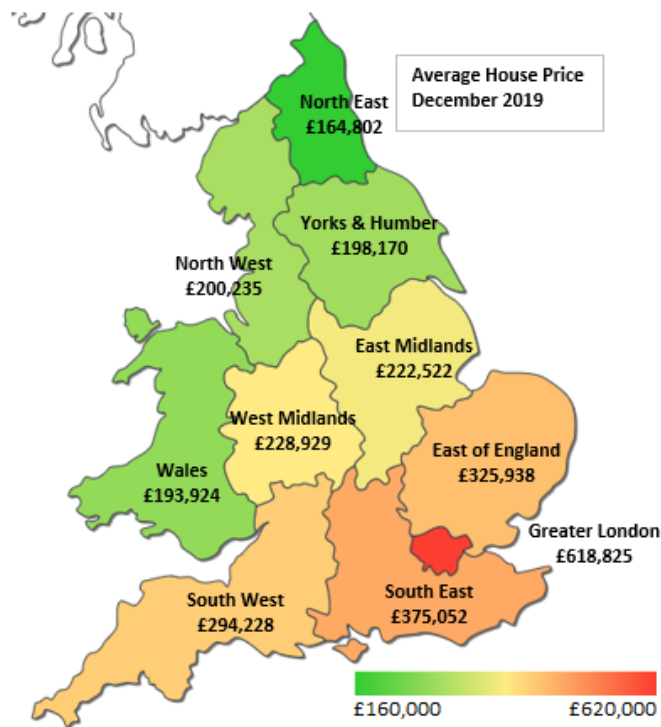 Average House Price
December 2019
North East
£164,802
Yorks & Humber
£198,170
North West
£200,235
East Midlands
£222,522
West Midlands
£228,929
East of England
£325,938
Wales
£193,924
Greater London
£618,825
South West
£294,228
South East
£375,052
£160,000
£620,000